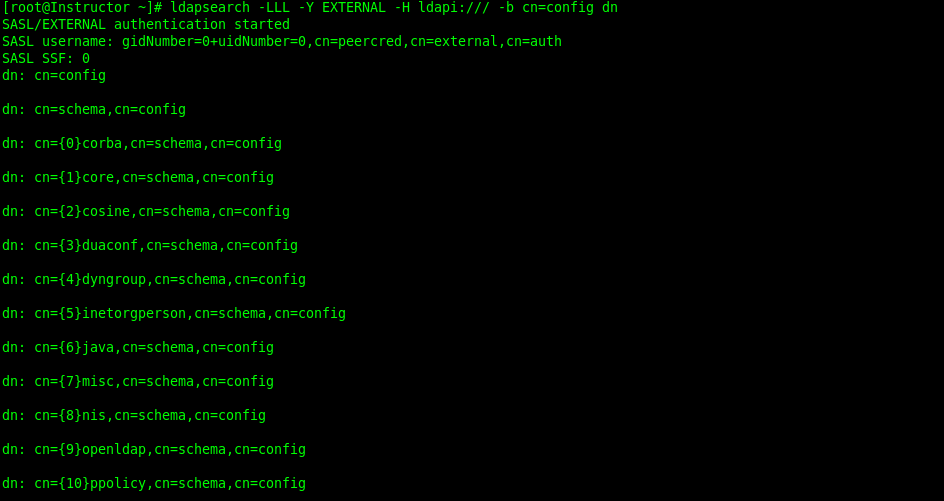 [root@Instructor ~]# ldapsearch -LLL -Y EXTERNAL -H ldapi:/// -b cn=config dn
SASL/EXTERNAL authentication started
SASL username: gidNumber=0+uidNumber=0,cn=peercred,cn=external,cn=auth
SASL SSF: 0
dn: cn=config
dn: cn=schema,cn=config
dn: cn={0}corba,cn=schema,cn=config
dn: cn={1}core,cn=schema,cn=config
dn: cn={2}cosine,cn=schema,cn=config
dn: cn={3}duaconf,cn=schema,cn=config
dn: cn={4}dyngroup,cn=schema,cn=config
dn: cn={5}inetorgperson,cn=schema,cn=config
dn: cn={6}java,cn=schema,cn=config
dn: cn={7}misc,cn=schema,cn=config
dn: cn={8}nis,cn=schema,cn=config
dn: cn={9}openldap,cn=schema,cn=config
dn: cn={10}ppolicy,cn=schema,cn=config